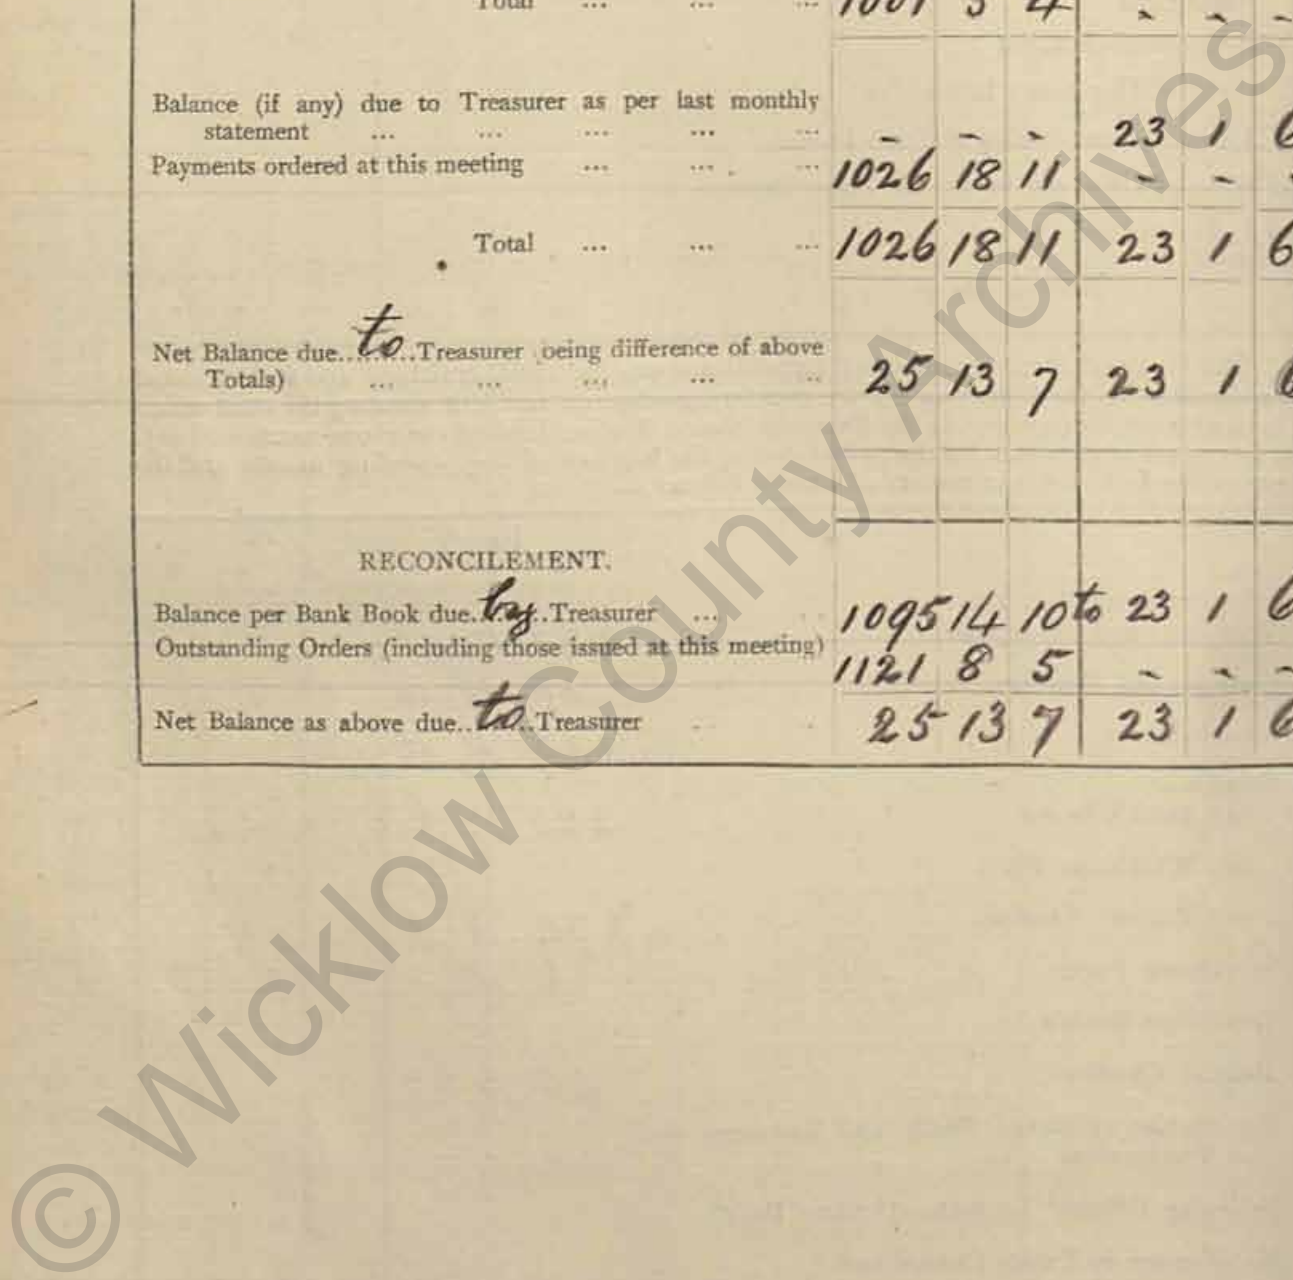 Total ... ... ... 1001 5 4 - - -
Balance (if any) due to Treasurer as per last monthly
statement ... ... ... ... ... - - - 23 1 6
Payments ordered at this meeting ... ... ... 1026 18 11 - - -
Total ... ... ... 1026 18 11 23 1 6
Net Balance due..to..Treasurer being difference of above
Totals) ... ... ... ... ... 25 13 7 23 1 6
RECONCILEMENT.
Balance per Bank Book due..by..Treasurer ... 1095 14 10 to 23 1 6
Outstanding Orders (including those issued at this meeting) 1121 8 5 - - -
Net Balance as above due..to..Treasurer 25 13 7 23 1 6
© Wicklow County Archives